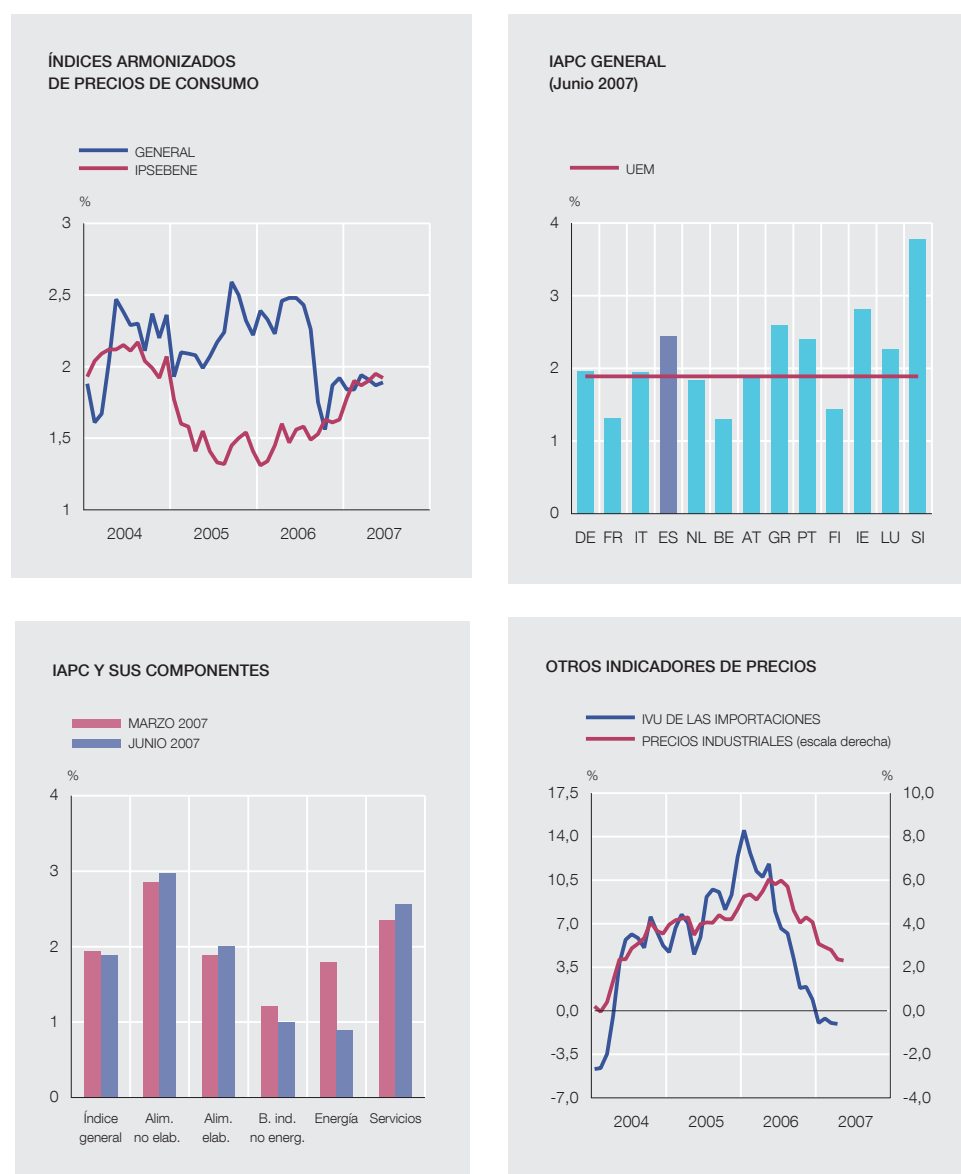 ÍNDICES ARMONIZADOS
DE PRECIOS DE CONSUMO
GENERAL
IPSEBENE
%
3
2,5
2
1,5
1
2004 2005 2006 2007
IAPC GENERAL
(Junio 2007)
UEM
%
4
3
2
1
0
DE FR IT ES NL BE AT GR PT FI IE LU SI
IAPC Y SUS COMPONENTES
MARZO 2007
JUNIO 2007
%
4
3
2
1
0
Índice Alim. Alim. B. ind. Energía Servicios
general no elab. elab. no energ.
OTROS INDICADORES DE PRECIOS
IVU DE LAS IMPORTACIONES
PRECIOS INDUSTRIALES (escala derecha)
% %
17,5 10,0
14,0 8,0
10,5 6,0
7,0 4,0
3,5 2,0
0,0 0,0
-3,5 -2,0
-7,0 -4,0
2004 2005 2006 2007